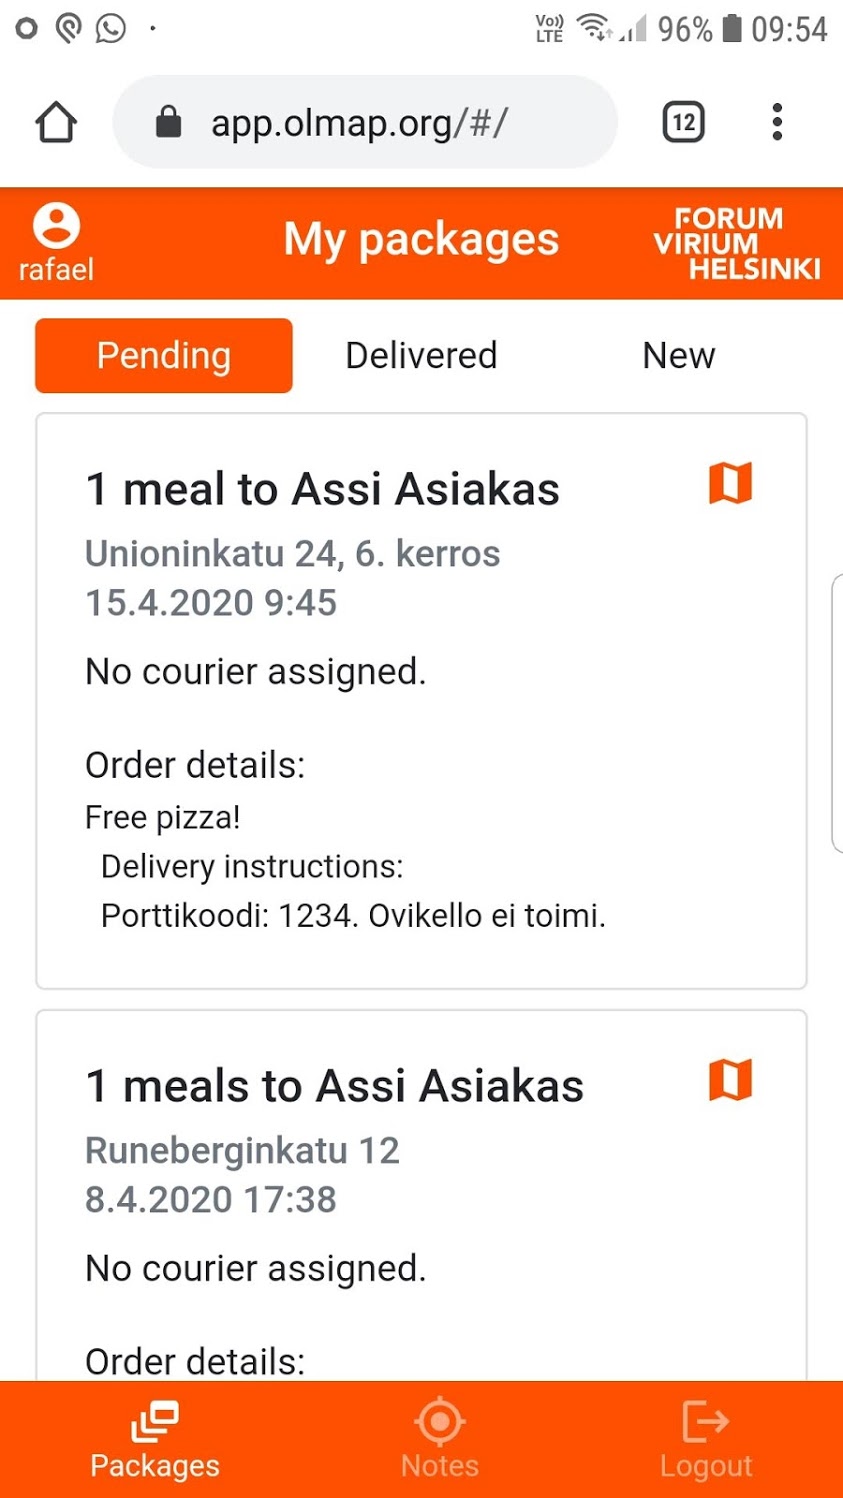 Vo)) LTE 96% 09:54
app.olmap.org/#/ 12
rafael
My packages
FORUM
VIRIUM
HELSINKI
Pending Delivered New
1 meal to Assi Asiakas
Unioninkatu 24, 6. kerros
15.4.2020 9:45
No courier assigned.
Order details:
Free pizza!
Delivery instructions:
Porttikoodi: 1234. Ovikello ei toimi.
1 meals to Assi Asiakas
Runeberginkatu 12
8.4.2020 17:38
No courier assigned.
Order details:
Packages Notes Logout